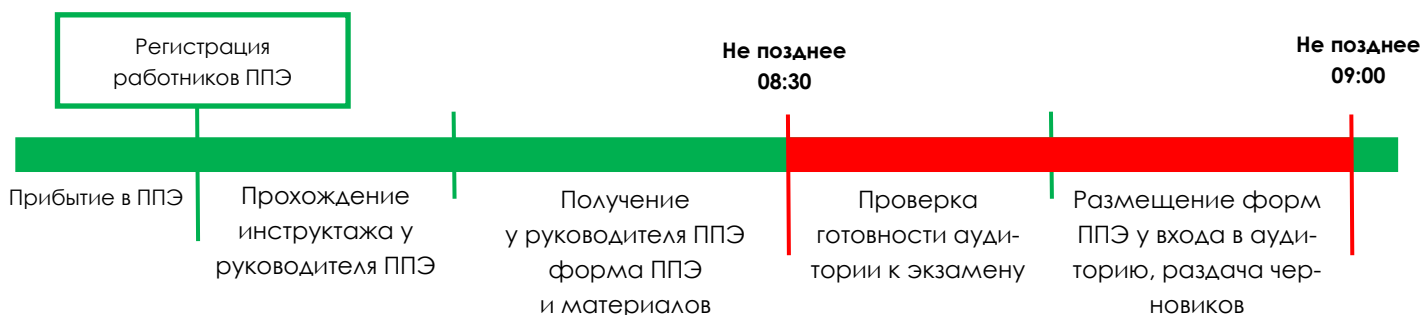 Регистрация
работников ППЭ
Не позднее
08:30
Не позднее
09:00
Прибытие в ППЭ
Прохождение
инструктажа у
руководителя ППЭ
Получение
у руководителя ППЭ
форма ППЭ
и материалов
Проверка
готовности ауди-
тории к экзамену
Размещение форм
ППЭ у входа в ауди-
торию, раздача чер-
новиков